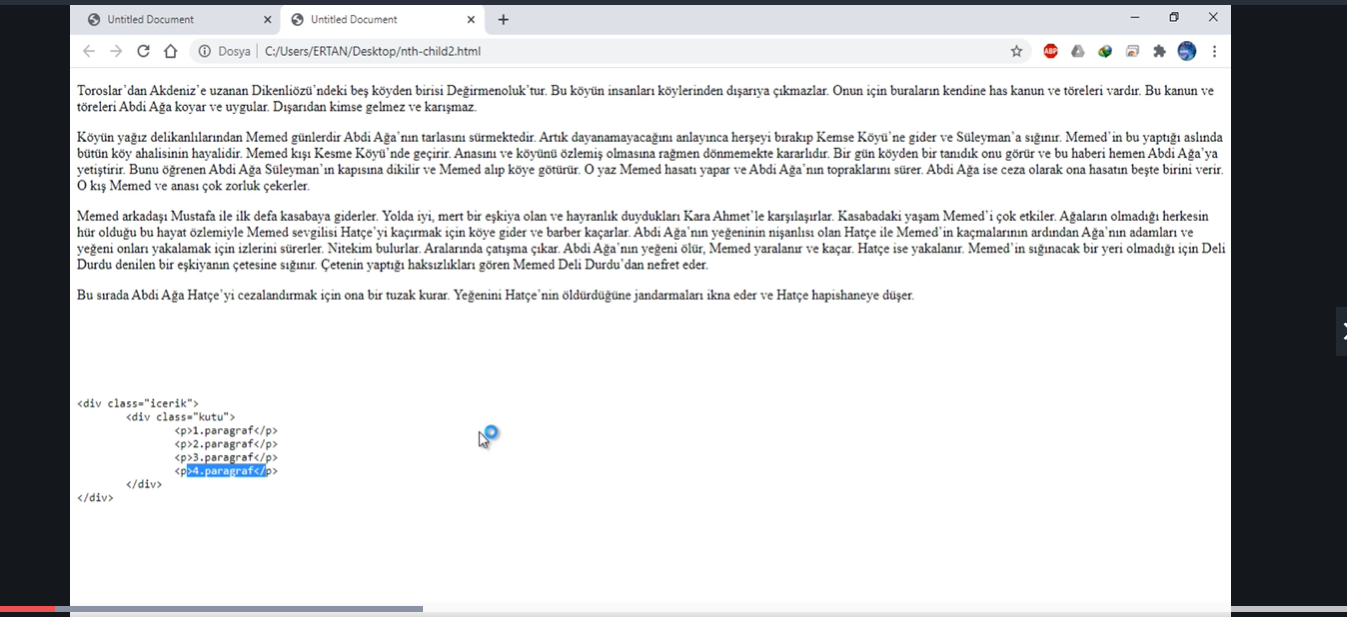 Untitled Document
Untitled Document
Dosya C:/Users/ERTAN/Desktop/nth-child2.html
ABP
Toroslar'dan Akdeniz'e uzanan Dikenliözü'ndeki beş köyden birisi Değirmenoluk'tur. Bu köyün insanları köylerinden dışarıya çıkmazlar. Onun için buraların kendine has kanun ve töreleri vardır. Bu kanun ve
töreleri Abdi Ağa koyar ve uygular. Dışarıdan kimse gelmez ve karışmaz.
Köyün yağız delikanlılarından Memed günlerdir Abdi Ağa'nın tarlasını sürmektedir. Artık dayanamayacağını anlayınca herşeyi bırakıp Kemse Köyü'ne gider ve Süleyman'a sığınır. Memed'in bu yaptığı aslında
bütün köy ahalisinin hayalidir. Memed kışı Kesme Köyü'nde geçirir. Anasını ve köyünü özlemiş olmasına rağmen dönmemekte kararlıdır. Bir gün köyden bir tanıdık onu görür ve bu haberi hemen Abdi Ağa'ya
yetiştirir. Bunu öğrenen Abdi Ağa Süleyman'ın kapısına dikilir ve Memed alıp köye götürür. O yaz Memed hasatı yapar ve Abdi Ağa'nın topraklarını sürer. Abdi Ağa ise ceza olarak ona hasatın beşte birini verir.
O kış Memed ve anası çok zorluk çekerler.
Memed arkadaşı Mustafa ile ilk defa kasabaya giderler. Yolda iyi, mert bir eşkiya olan ve hayranlık duydukları Kara Ahmet'le karşılaşırlar. Kasabadaki yaşam Memed'i çok etkiler. Ağaların olmadığı herkesin
hür olduğu bu hayat özlemiyle Memed sevgilisi Hatçe'yi kaçırmak için köye gider ve barber kaçarlar. Abdi Ağa'nın yeğeninin nişanlısı olan Hatçe ile Memed'in kaçmalarının ardından Ağa'nın adamları ve
yeğeni onları yakalamak için izlerini sürerler. Nitekim bulurlar. Aralarında çatışma çıkar. Abdi Ağa'nın yeğeni ölür, Memed yaralanır ve kaçar. Hatçe ise yakalanır. Memed'in sığınacak bir yeri olmadığı için Deli
Durdu denilen bir eşkiyanın çetesine sığınır. Çetenin yaptığı haksızlıkları gören Memed Deli Durdu'dan nefret eder.
Bu sırada Abdi Ağa Hatçe'yi cezalandırmak için ona bir tuzak kurar. Yeğenini Hatçe'nin öldürdüğüne jandarmaları ikna eder ve Hatçe hapishaneye düşer.
<div class="icerik">
<div class="kutu">
<p>1.paragraf</p>
<p>2.paragraf</p>
<p>3.paragraf</p>
<p>4.paragraf</p>
</div>
</div>